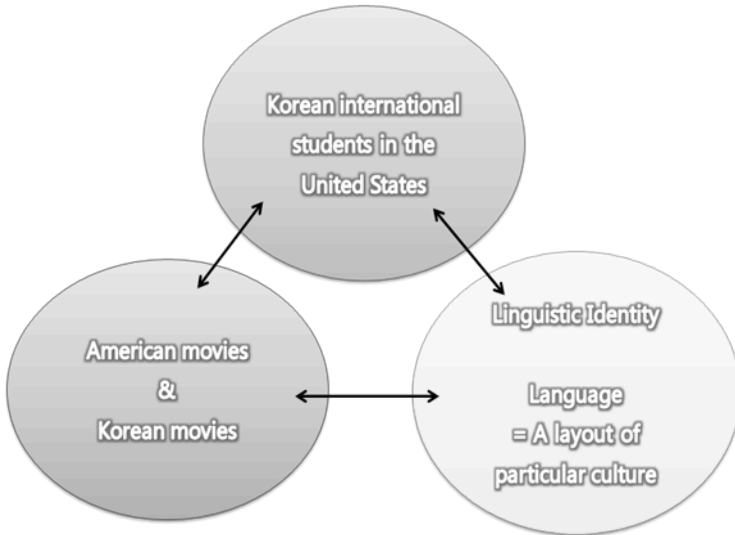 Korean international
students in the
United States
American movies
&
Korean movies
Linguistic Identity
Language
= A layout of
particular culture